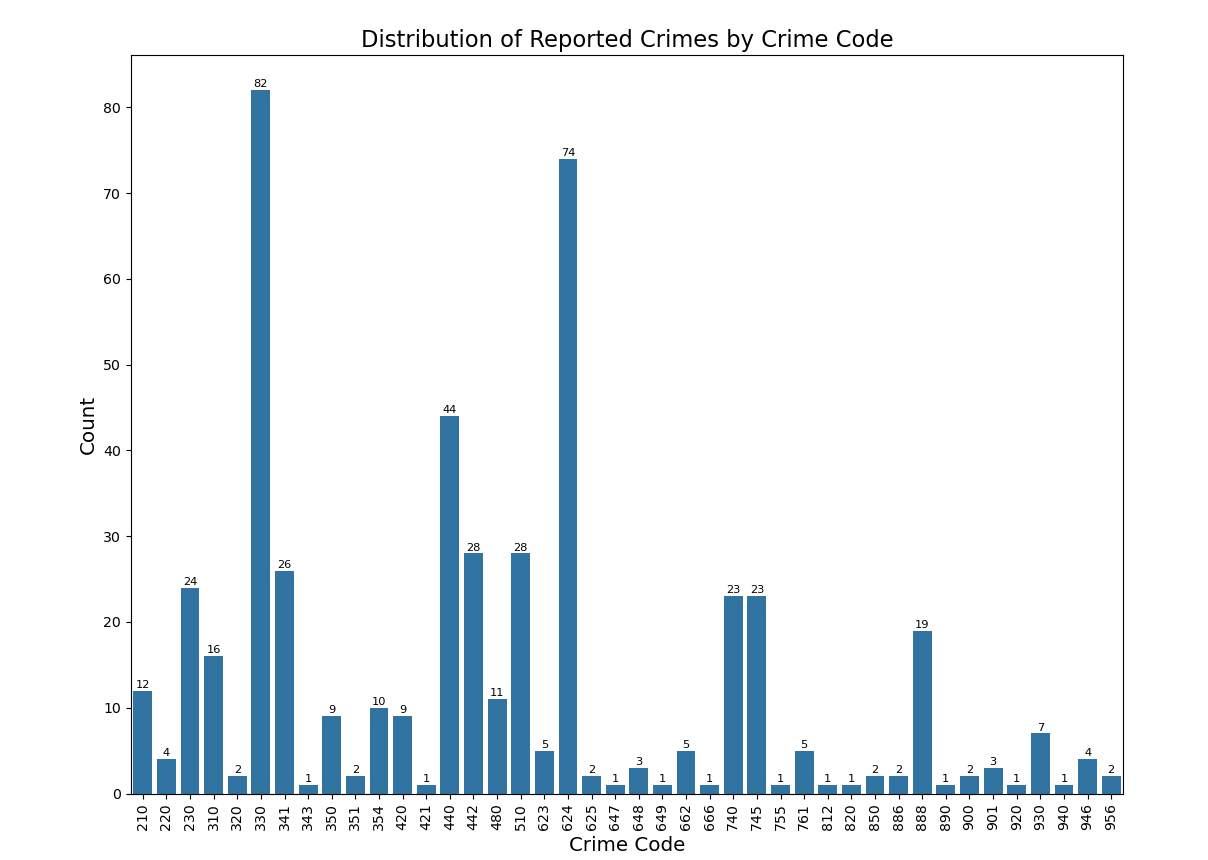 Distribution of Reported Crimes by Crime Code
Count
80
70
60
50
40
30
20
10
0
12 4 24 16 2 82 26 1 9 2 10 9 1 44 28 11 28 5 74 2 1 3 1 5 1 23 23 1 5 1 1 2 2 19 1 2 3 1 7 1 4 2
210 220 230 310 320 330 341 343 350 351 354 420 421 440 442 480 510 623 624 625 647 648 649 662 666 740 745 755 761 812 820 850 886 888 890 900 901 920 930 940 946 956
Crime Code